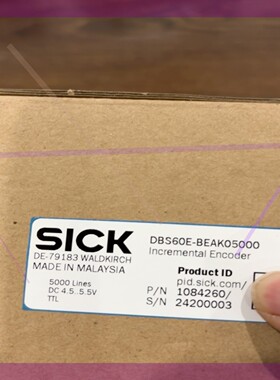 SICK
DE-79183 WALDKIRCH
MADE IN MALAYSIA
5000 Lines
DC 4.5..5.5V
TTL
DBS60E-BEAK05000
Incremental Encoder
Product ID
pid.sick.com/
P/N 1084260/
S/N 24200003